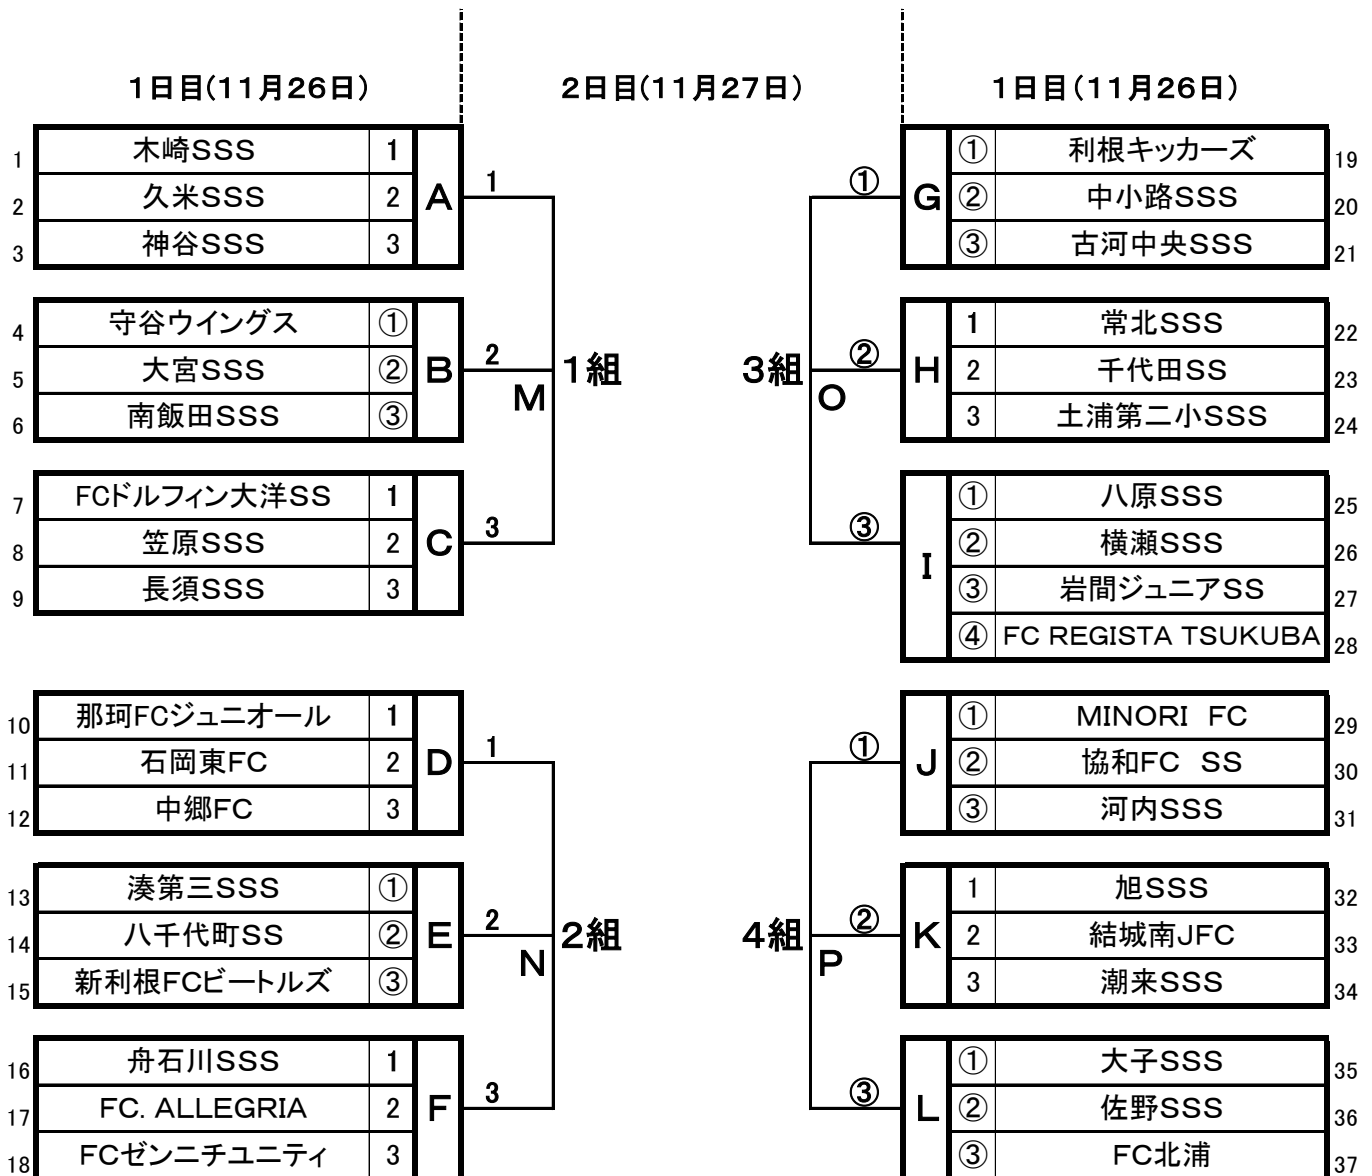 1日目(11月26日)
2日目(11月27日)
1日目(11月26日)
1 木崎SSS 1
2 久米SSS 2
3 神谷SSS 3
A
1
4 守谷ウイングス ①
5 大宮SSS ②
6 南飯田SSS ③
B
2
M
1組
7 FCドルフィン大洋SS 1
8 笠原SSS 2
9 長須SSS 3
C
3
10 那珂FCジュニオール 1
11 石岡東FC 2
12 中郷FC 3
D
1
13 湊第三SSS ①
14 八千代町SS ②
15 新利根FCビートルズ ③
E
2
N
2組
16 舟石川SSS 1
17 FC. ALLEGRIA 2
18 FCゼンニチユニティ 3
F
3
①
G
① 利根キッカーズ 19
② 中小路SSS 20
③ 古河中央SSS 21
3組
②
O
H
1 常北SSS 22
2 千代田SS 23
3 土浦第二小SSS 24
③
I
① 八原SSS 25
② 横瀬SSS 26
③ 岩間ジュニアSS 27
④ FC REGISTA TSUKUBA 28
①
J
① MINORI FC 29
② 協和FC SS 30
③ 河内SSS 31
4組
②
P
K
1 旭SSS 32
2 結城南JFC 33
3 潮来SSS 34
③
L
① 大子SSS 35
② 佐野SSS 36
③ FC北浦 37